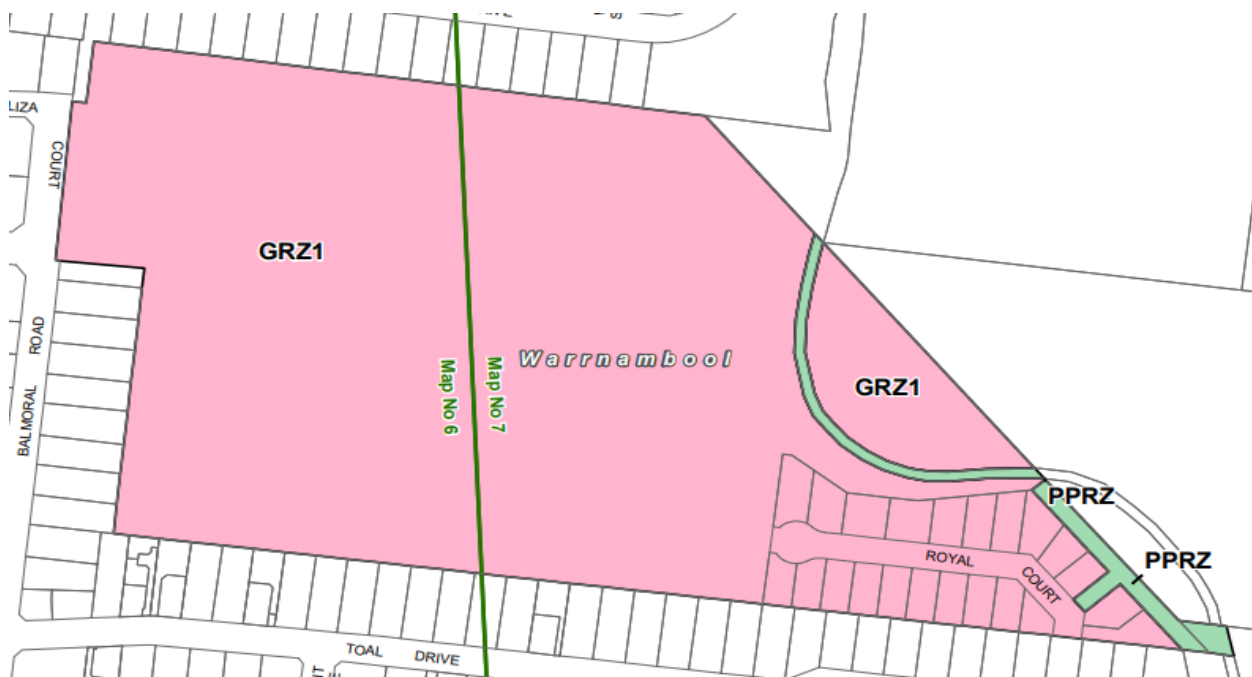 LIZA
COURT
GRZ1
BALMORAL ROAD
Map No 6
Map No 7
Warrnambool
GRZ1
PPRZ
PPRZ
ROYAL
COURT
TOAL DRIVE